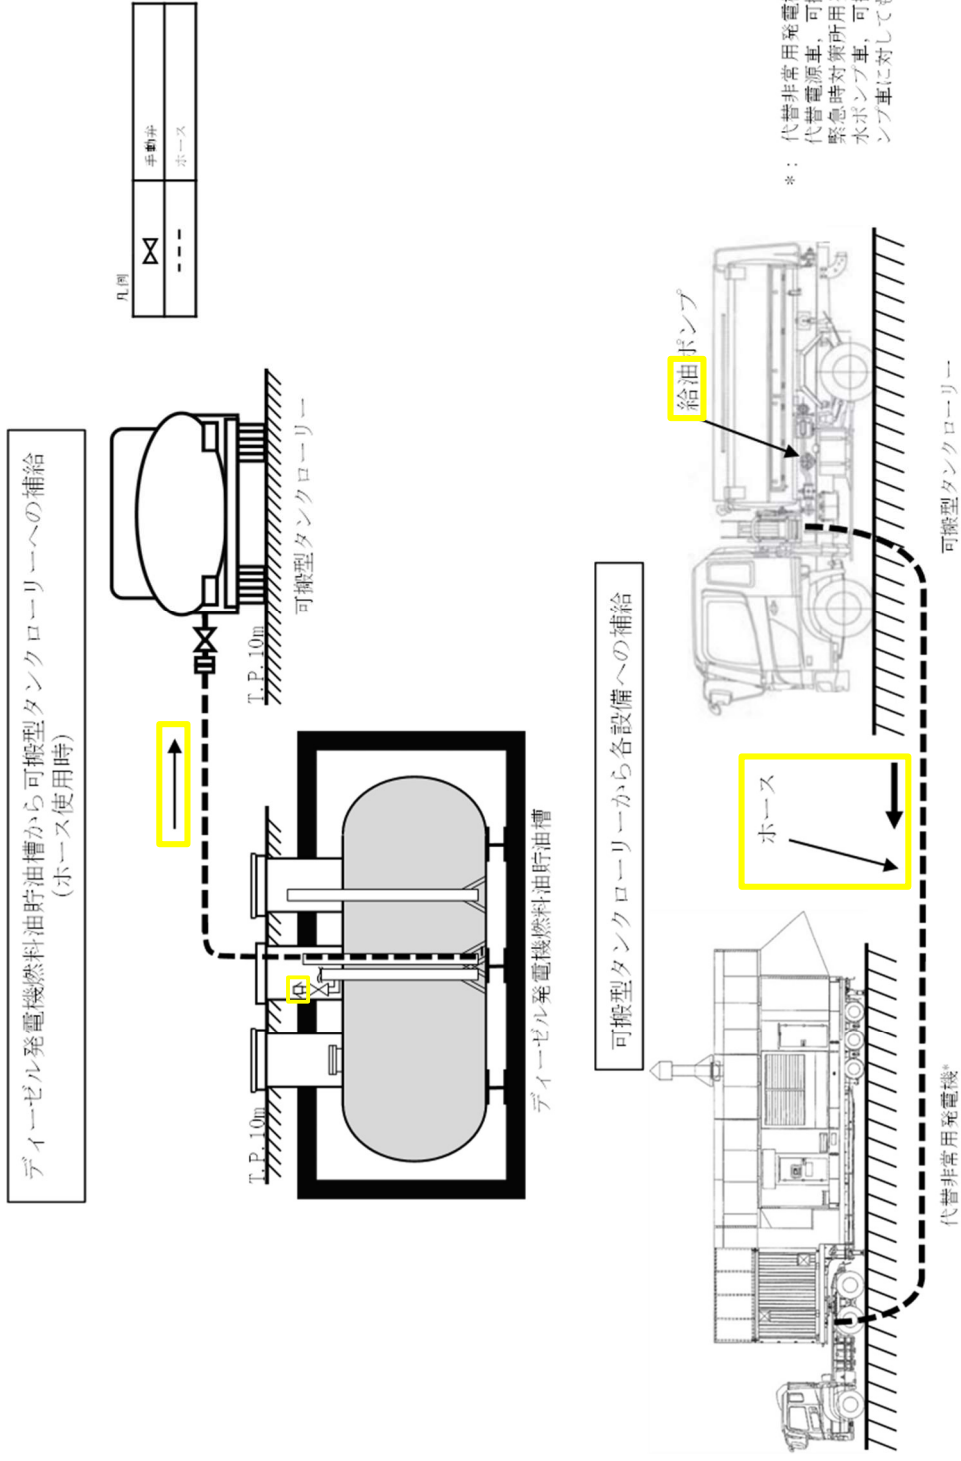 ディーゼル発電機燃料油貯油槽から可搬型タンクローリーへの補給
(ホース使用時)
凡例
手動弁
ホース
T.P.10m
T.P.10m
可搬型タンクローリー
ディーゼル発電機燃料油貯油槽
可搬型タンクローリーから各設備への補給
ホース
給油ポンプ
代替非常用発電機*
可搬型タンクローリー
*: 代替非常用発電
代替電源車,可
緊急時対策所用
水ポンプ車,可
ンプ車に対しても